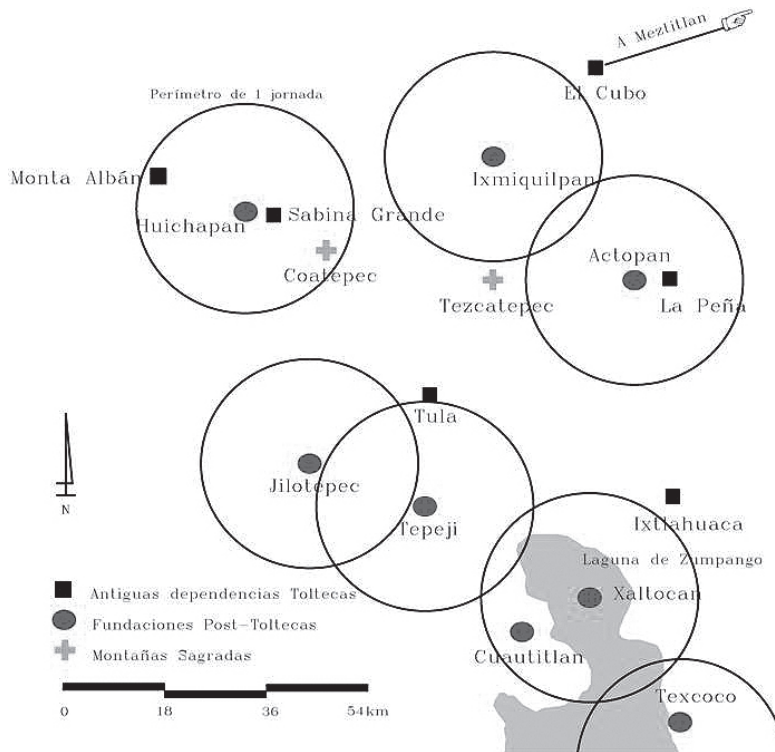 A Meztitlan
El Cubo
Perímetro de 1 jornada
Monta Albán
Ixmiquilpan
Huichapan
Sabina Grande
Actopan
Coatepec
Tezcatepec
La Peña
Tula
Jilotepec
Tepeji
Ixtlahuaca
N
Laguna de Zumpango
Xaltocan
Antiguas dependencias Toltecas
Fundaciones Post-Toltecas
Montañas Sagradas
Cuautitlan
Texcoco
0 18 36 54km